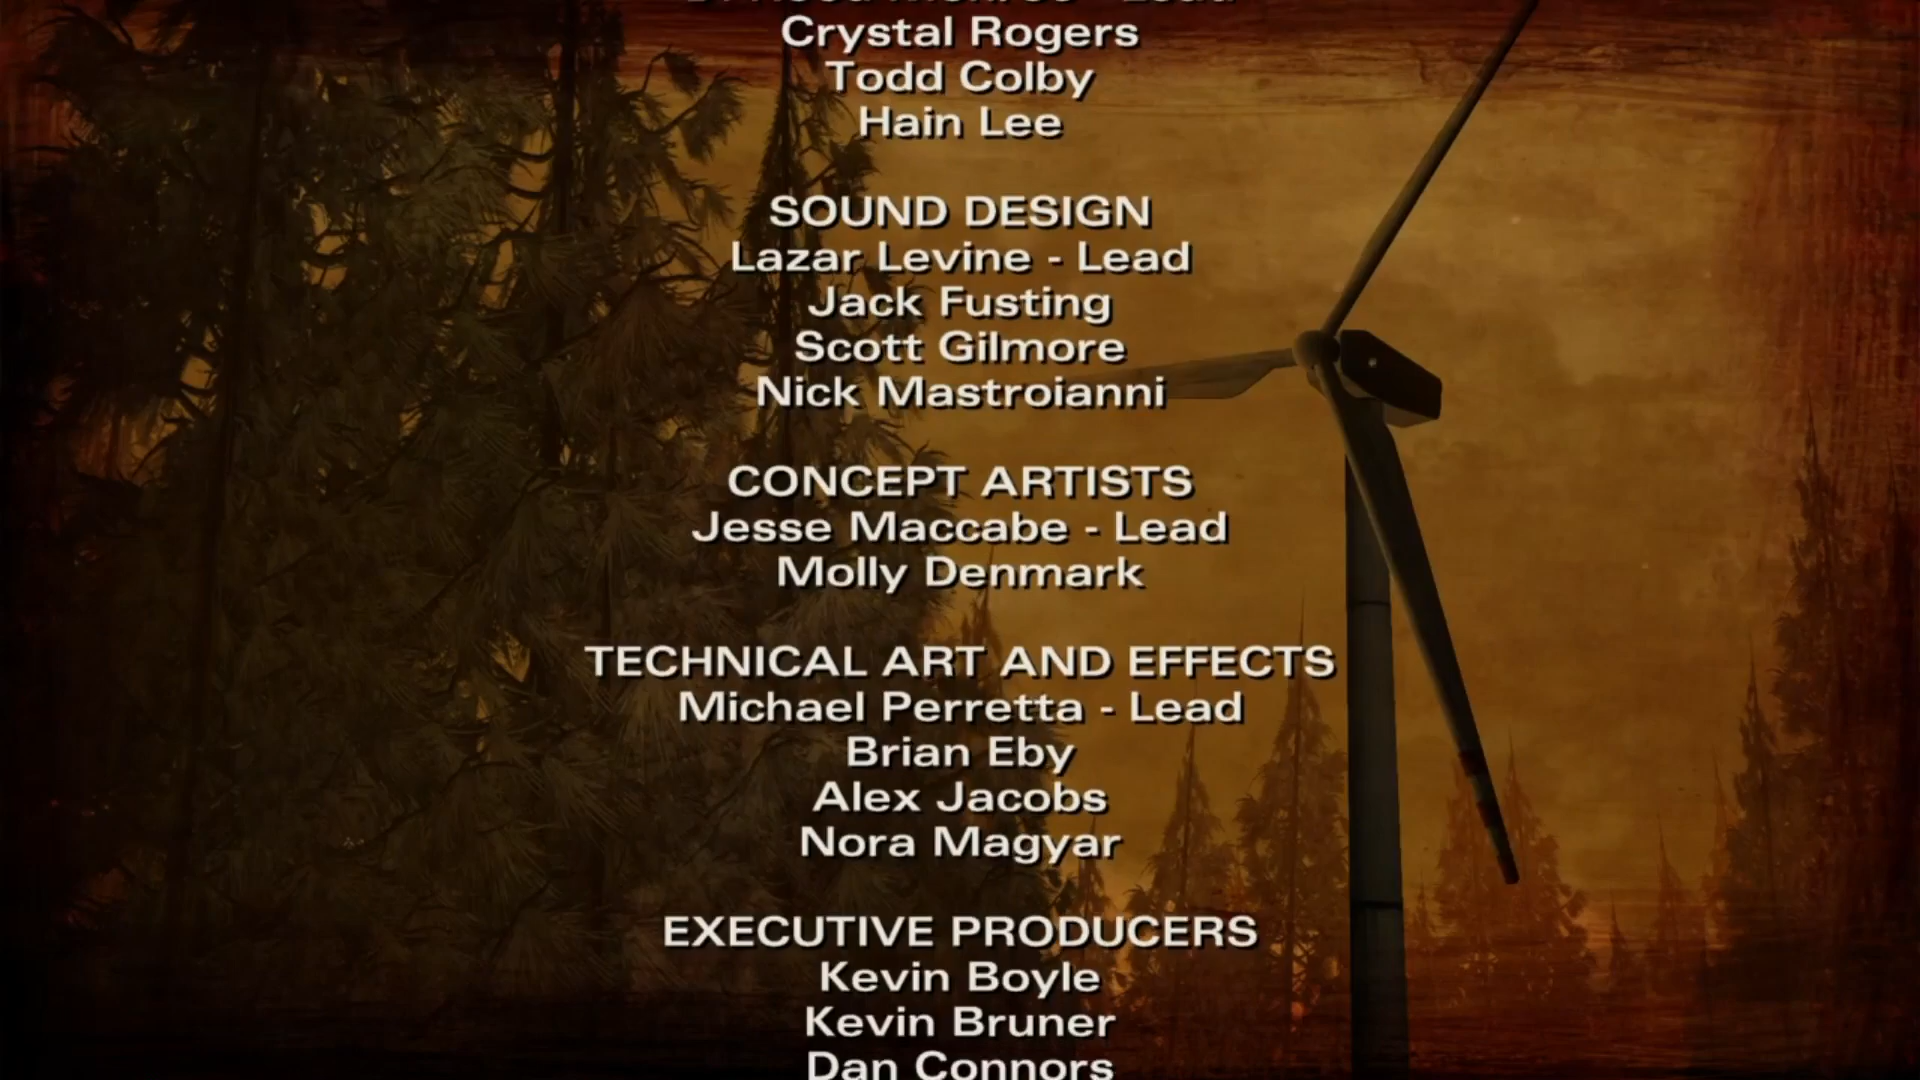 Crystal Rogers
Todd Colby
Hain Lee
SOUND DESIGN
Lazar Levine - Lead
Jack Fusting
Scott Gilmore
Nick Mastroianni
CONCEPT ARTISTS
Jesse Maccabe - Lead
Molly Denmark
TECHNICAL ART AND EFFECTS
Michael Perretta - Lead
Brian Eby
Alex Jacobs
Nora Magyar
EXECUTIVE PRODUCERS
Kevin Boyle
Kevin Bruner
Dan Connors